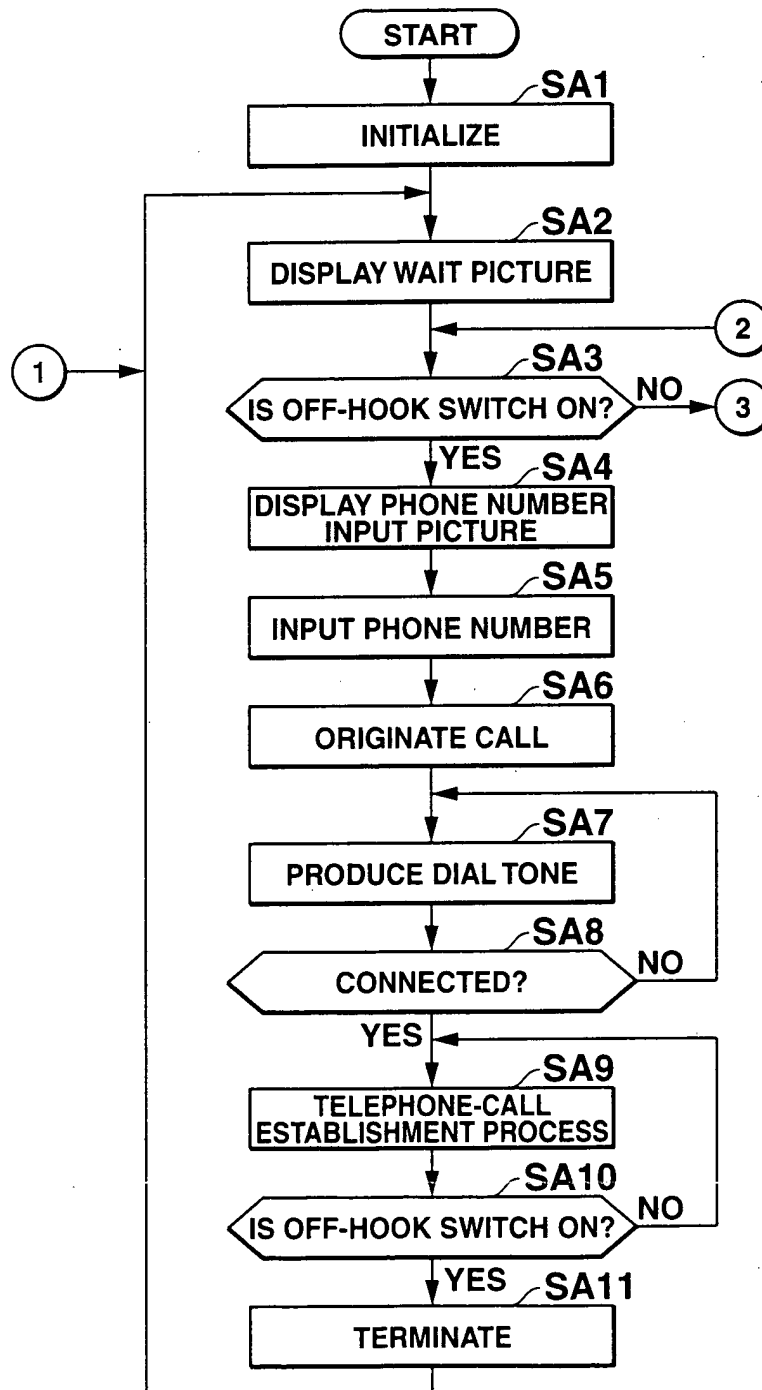 START
SA1
INITIALIZE
SA2
DISPLAY WAIT PICTURE
2
1
SA3
IS OFF-HOOK SWITCH ON?
NO
3
YES
SA4
DISPLAY PHONE NUMBER
INPUT PICTURE
SA5
INPUT PHONE NUMBER
SA6
ORIGINATE CALL
SA7
PRODUCE DIAL TONE
SA8
CONNECTED?
NO
YES
SA9
TELEPHONE-CALL
ESTABLISHMENT PROCESS
SA10
IS OFF-HOOK SWITCH ON?
NO
YES
SA11
TERMINATE